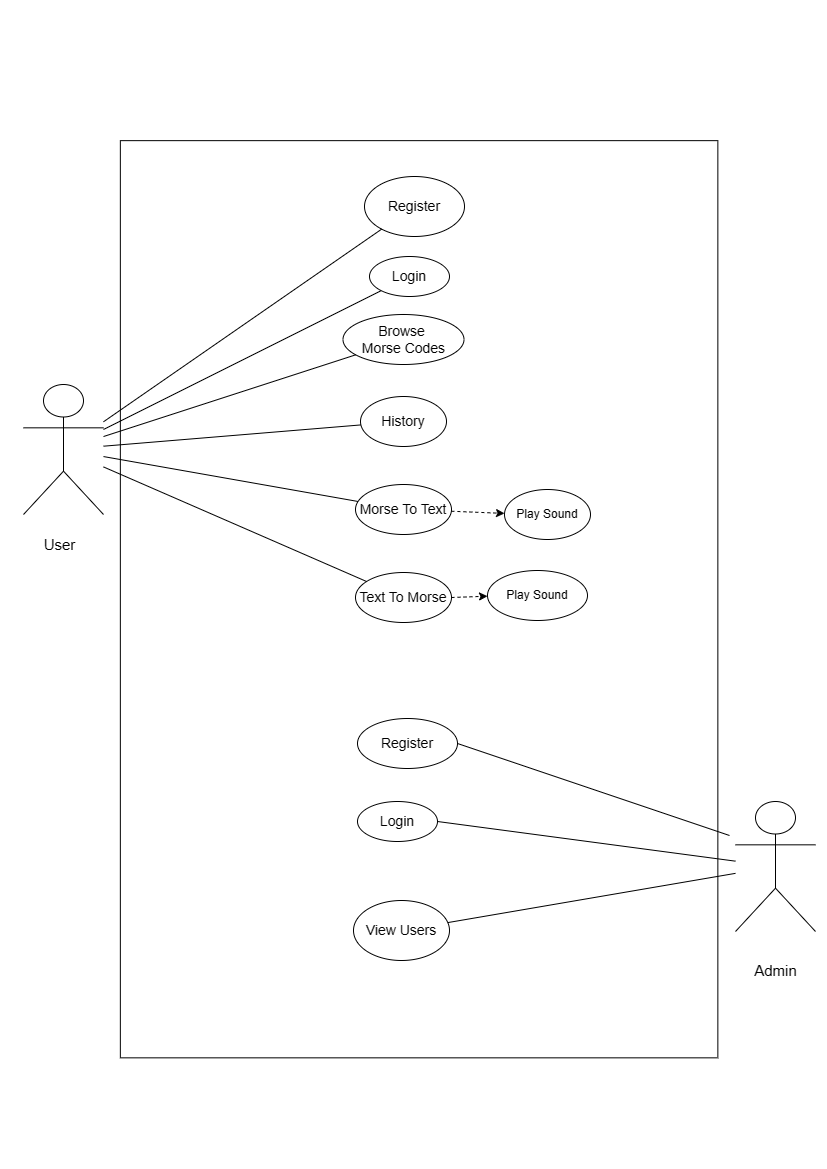 Register
Login
Browse
Morse Codes
History
Morse To Text
Play Sound
User
Text To Morse
Play Sound
Register
Login
View Users
Admin